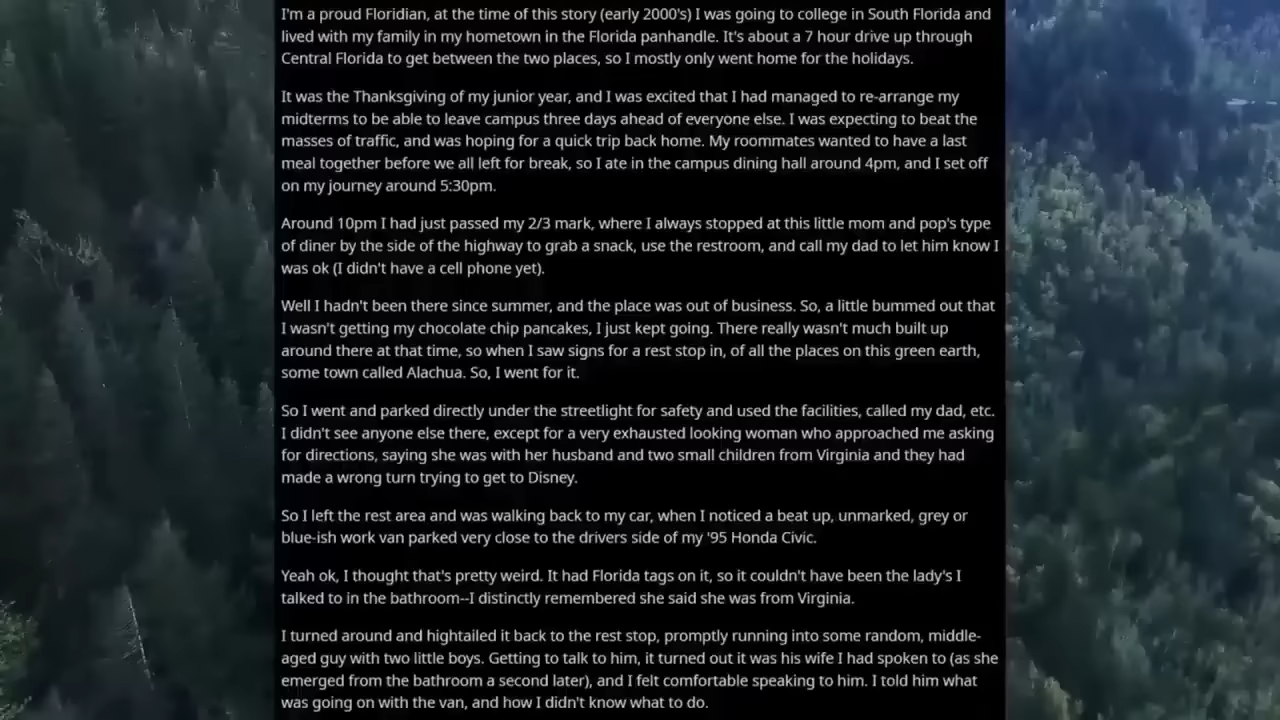 I'm a proud Floridian, at the time of this story (early 2000's) I was going to college in South Florida and
lived with my family in my hometown in the Florida panhandle. It's about a 7 hour drive up through
Central Florida to get between the two places, so I mostly only went home for the holidays.
It was the Thanksgiving of my junior year, and I was excited that I had managed to re-arrange my
midterms to be able to leave campus three days ahead of everyone else. I was expecting to beat the
masses of traffic, and was hoping for a quick trip back home. My roommates wanted to have a last
meal together before we all left for break, so I ate in the campus dining hall around 4pm, and I set off
on my journey around 5:30pm.
Around 10pm I had just passed my 2/3 mark, where I always stopped at this little mom and pop's type
of diner by the side of the highway to grab a snack, use the restroom, and call my dad to let him know I
was ok (I didn't have a cell phone yet).
Well I hadn't been there since summer, and the place was out of business. So, a little bummed out that
I wasn't getting my chocolate chip pancakes, I just kept going. There really wasn't much built up
around there at that time, so when I saw signs for a rest stop in, of all the places on this green earth,
some town called Alachua. So, I went for it.
So I went and parked directly under the streetlight for safety and used the facilities, called my dad, etc.
I didn't see anyone else there, except for a very exhausted looking woman who approached me asking
for directions, saying she was with her husband and two small children from Virginia and they had
made a wrong turn trying to get to Disney.
So I left the rest area and was walking back to my car, when I noticed a beat up, unmarked, grey or
blue-ish work van parked very close to the drivers side of my '95 Honda Civic.
Yeah ok, I thought that's pretty weird. It had Florida tags on it, so it couldn't have been the lady's I
talked to in the bathroom--I distinctly remembered she said she was from Virginia.
I turned around and hightailed it back to the rest stop, promptly running into some random, middle-
aged guy with two little boys. Getting to talk to him, it turned out it was his wife I had spoken to (as she
emerged from the bathroom a second later), and I felt comfortable speaking to him. I told him what
was going on with the van, and how I didn't know what to do.